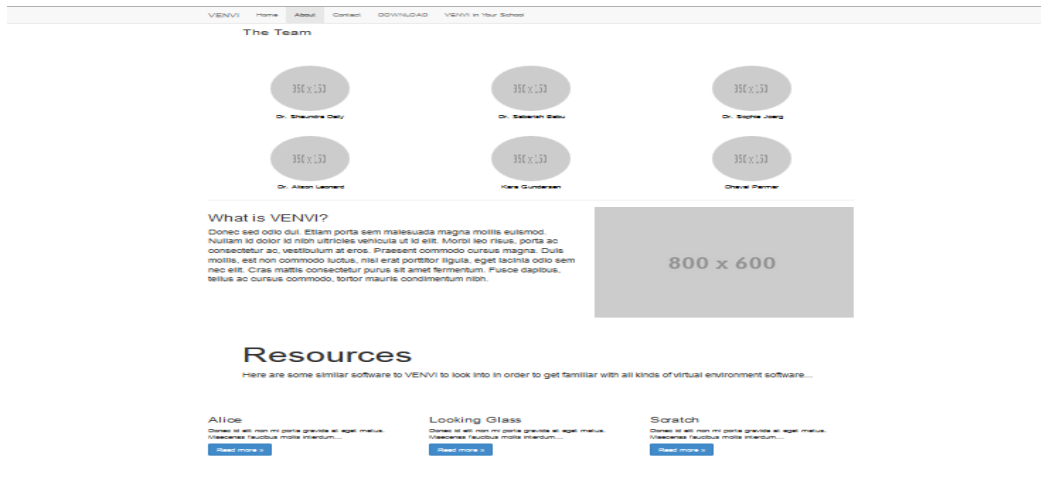 VENVI Home About Contact DOWNLOAD VENVI in Your School
The Team
350 x 150 350 x 150 350 x 150
Dr. Shaundra Daily Dr. Sabarish Babu Dr. Sophie Joerg
350 x 150 350 x 150 350 x 150
Dr. Alison Leonard Kara Gundersen Dhaval Parmar
What is VENVI?
Donec sed odio dui. Etiam porta sem malesuada magna mollis euismod.
Nullam id dolor id nibh ultricies vehicula ut id elit. Morbi leo risus, porta ac
consectetur ac, vestibulum at eros. Praesent commodo cursus magna. Duis
mollis, est non commodo luctus, nisi erat porttitor ligula, eget lacinia odio sem
nec elit. Cras mattis consectetur purus sit amet fermentum. Fusce dapibus,
tellus ac cursus commodo, tortor mauris condimentum nibh.
800 x 600
Resources
Here are some similar software to VENVI to look into in order to get familiar with all kinds of virtual environment software...
Alice
Donec id elit non mi porta gravida at eget metus.
Maecenas faucibus mollis interdum....
Read more »
Looking Glass
Donec id elit non mi porta gravida at eget metus.
Maecenas faucibus mollis interdum....
Read more »
Scratch
Donec id elit non mi porta gravida at eget metus.
Maecenas faucibus mollis interdum....
Read more »